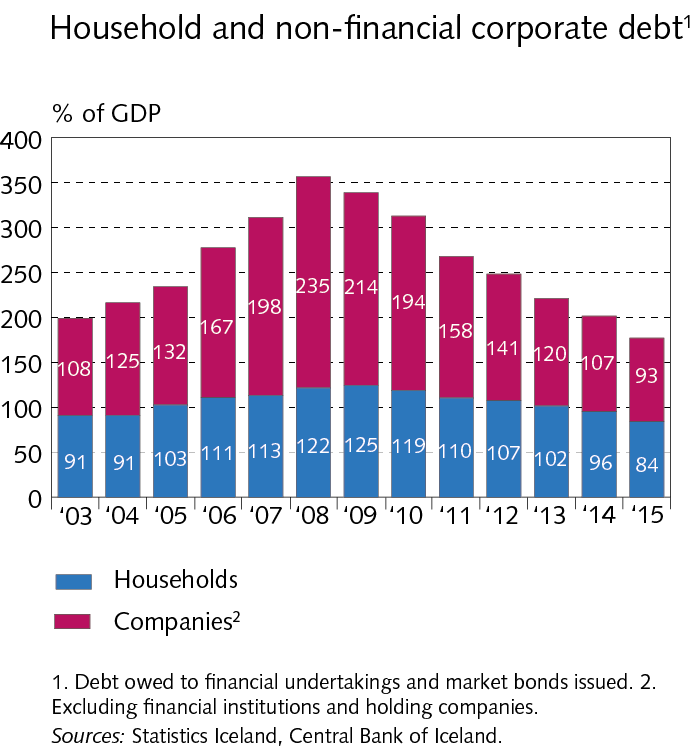 Household and non-financial corporate debt¹
% of GDP
400
350
300
250
200
150
100
50
0
108 125 132 167 198 235 214 194 158 141 120 107 93
91 91 103 111 113 122 125 119 110 107 102 96 84
‘03 ‘04 ‘05 ‘06 ‘07 ‘08 ‘09 ‘10 ‘11 ‘12 ‘13 ‘14 ‘15
Households
Companies²
1. Debt owed to financial undertakings and market bonds issued. 2.
Excluding financial institutions and holding companies.
Sources: Statistics Iceland, Central Bank of Iceland.